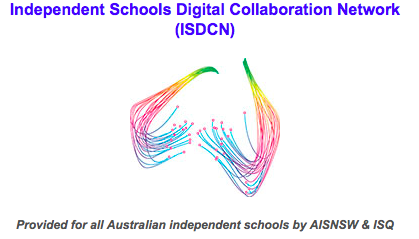 Independent Schools Digital Collaboration Network
(ISDCN)
Provided for all Australian independent schools by AISNSW & ISQ